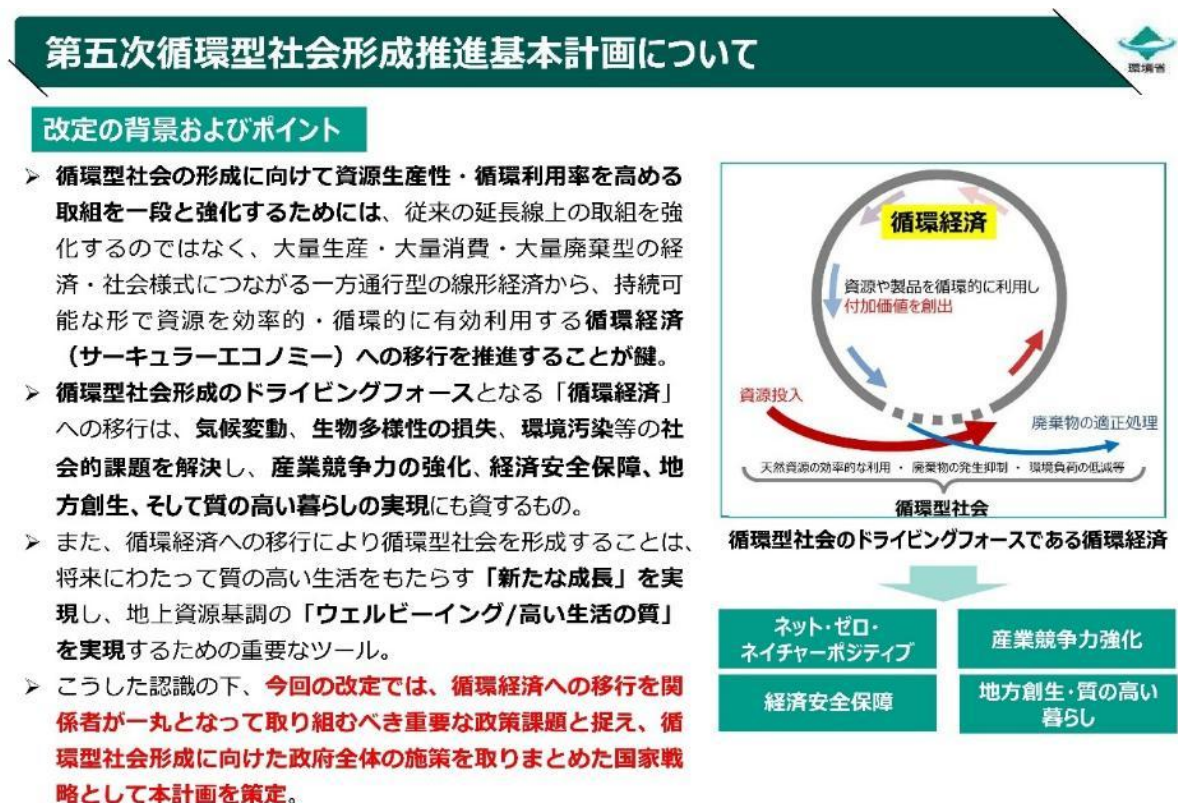 第五次循環型社会形成推進基本計画について
環境省
改定の背景およびポイント
➢ 循環型社会の形成に向けて資源生産性・循環利用率を高める
取組を一段と強化するためには、従来の延長線上の取組を強
化するのではなく、大量生産・大量消費・大量廃棄型の経
済・社会様式につながる一方通行型の線形経済から、持続可
能な形で資源を効率的・循環的に有効利用する循環経済
（サーキュラーエコノミー）への移行を推進することが鍵。
➢ 循環型社会形成のドライビングフォースとなる「循環経済」
への移行は、気候変動、生物多様性の損失、環境汚染等の社
会的課題を解決し、産業競争力の強化、経済安全保障、地
方創生、そして質の高い暮らしの実現にも資するもの。
➢ また、循環経済への移行により循環型社会を形成することは、
将来にわたって質の高い生活をもたらす「新たな成長」を実
現し、地上資源基調の「ウェルビーイング/高い生活の質」
を実現するための重要なツール。
➢ こうした認識の下、今回の改定では、循環経済への移行を関
係者が一丸となって取り組むべき重要な政策課題と捉え、循
環型社会形成に向けた政府全体の施策を取りまとめた国家戦
略として本計画を策定。
循環経済
資源や製品を循環的に利用し
付加価値を創出
資源投入
廃棄物の適正処理
天然資源の効率的な利用 ・ 廃棄物の発生抑制 ・ 環境負荷の低減等
循環型社会
循環型社会のドライビングフォースである循環経済
ネット・ゼロ・
ネイチャーポジティブ
産業競争力強化
経済安全保障
地方創生・質の高い
暮らし